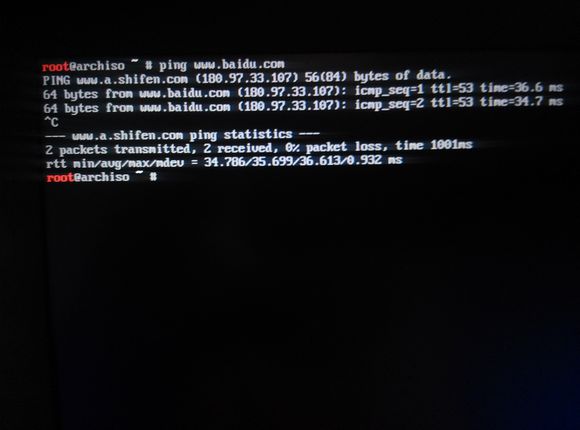 root@archiso ~ # ping www.baidu.com
PING www.a.shifen.com (180.97.33.107) 56(84) bytes of data.
64 bytes from www.baidu.com (180.97.33.107): icmp_seq=1 ttl=53 time=36.6 ms
64 bytes from www.baidu.com (180.97.33.107): icmp_seq=2 ttl=53 time=34.7 ms
^C
--- www.a.shifen.com ping statistics ---
2 packets transmitted, 2 received, 0% packet loss, time 1001ms
rtt min/avg/max/mdev = 34.786/35.699/36.613/0.932 ms
root@archiso ~ #